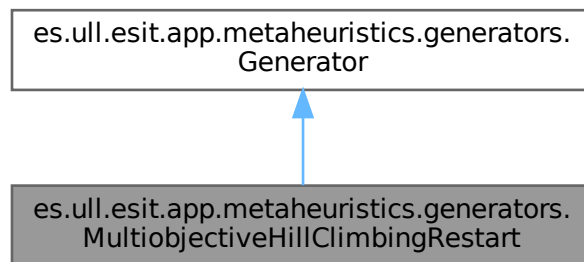 es.ull.esit.app.metaheuristics.generators.
Generator
es.ull.esit.app.metaheuristics.generators.
MultiobjectiveHillClimbingRestart